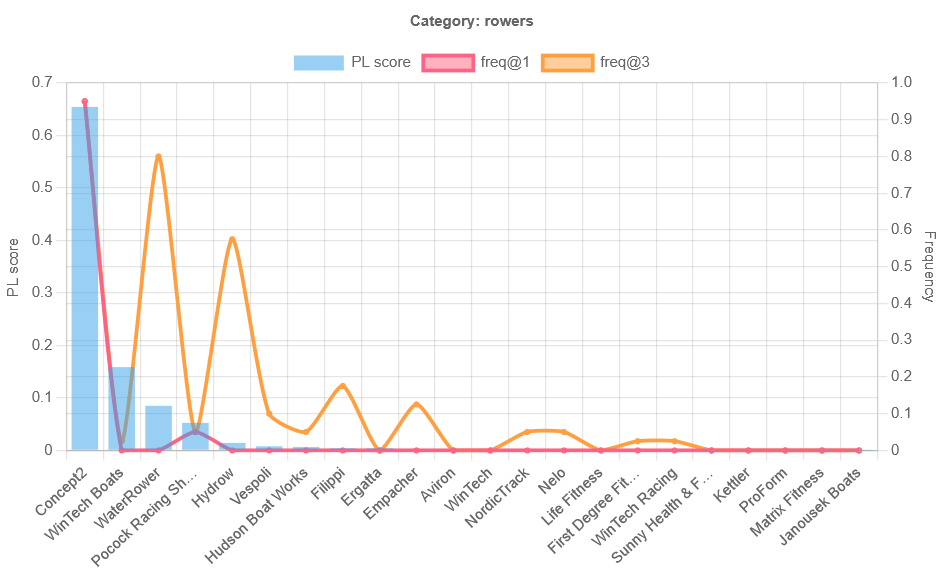 Category: rowers
PL score freq@1 freq@3
0.7
0.6
0.5
0.4
0.3
0.2
0.1
0
PL score
1.0
0.9
0.8
0.7
0.6
0.5
0.4
0.3
0.2
0.1
0
Frequency
Concept2
WinTech Boats
WaterRower
Pocock Racing Sh…
Hydrow
Vespoli
Hudson Boat Works
Filippi
Ergatta
Empacher
Aviron
WinTech
NordicTrack
Nelo
Life Fitness
First Degree Fit…
WinTech Racing
Sunny Health & F…
Kettler
ProForm
Matrix Fitness
Janousek Boats